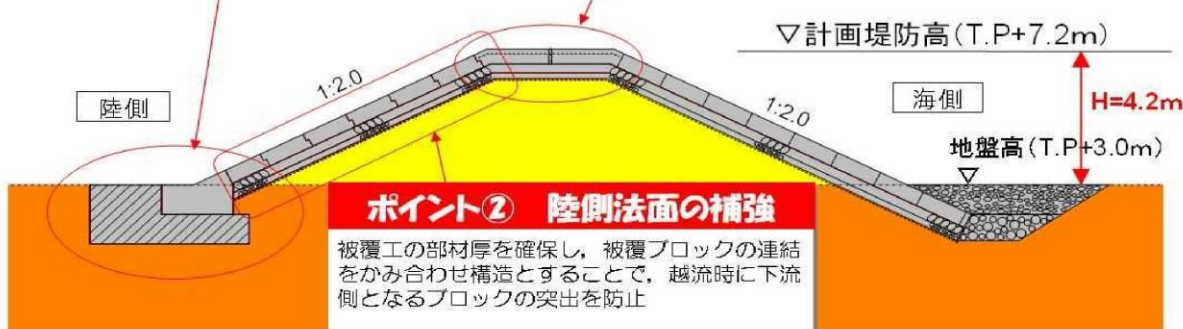 ▽計画堤防高(T.P+7.2m)
1:2.0
陸側
1:2.0
海側
H=4.2m
地盤高(T.P+3.0m)
▽
ポイント② 陸側法面の補強
被覆工の部材厚を確保し，被覆ブロックの連結
をかみ合わせ構造とすることで，越流時に下流
側となるブロックの突出を防止